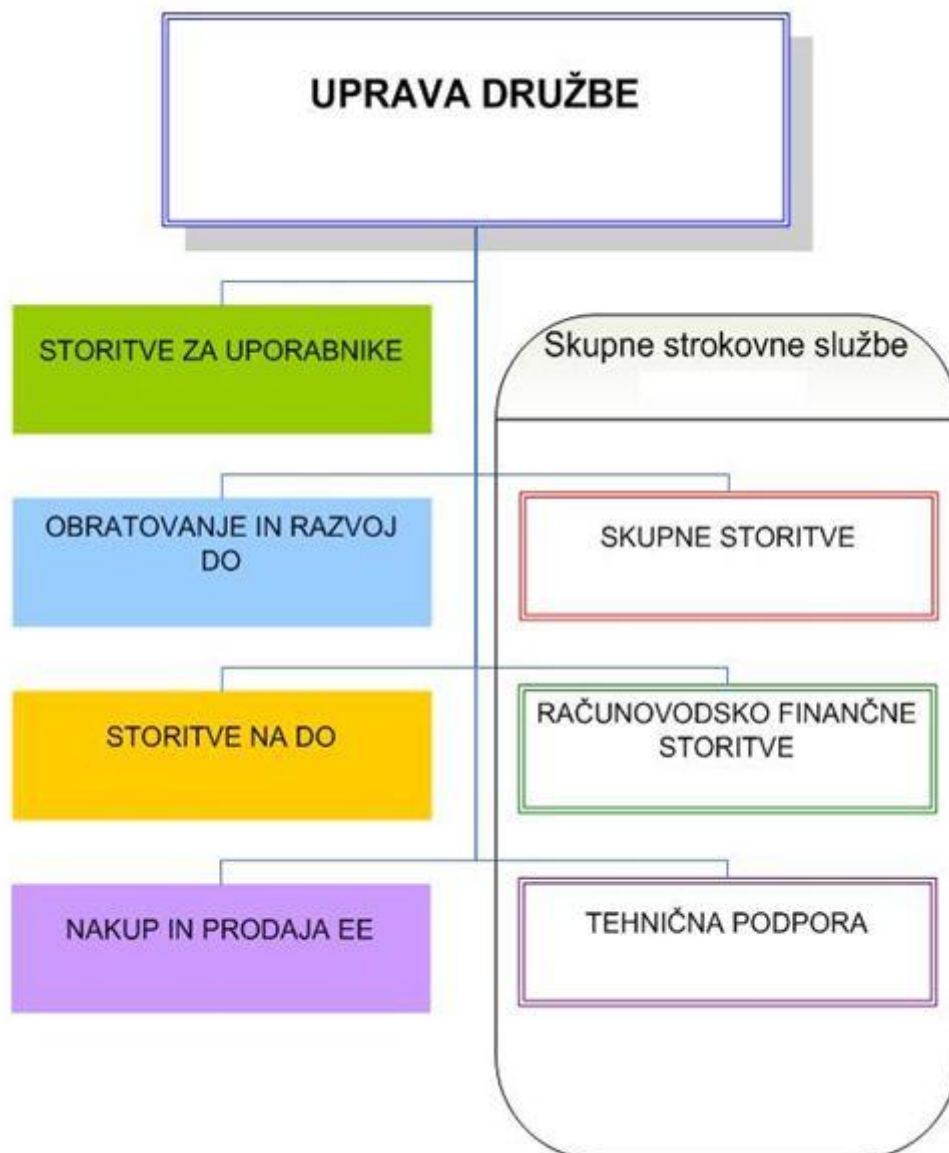 UPRAVA DRUŽBE
STORITVE ZA UPORABNIKE
Skupne strokovne službe
OBRATOVANJE IN RAZVOJ
DO
SKUPNE STORITVE
STORITVE NA DO
RAČUNOVODSKO FINANČNE
STORITVE
NAKUP IN PRODAJA EE
TEHNIČNA PODPORA